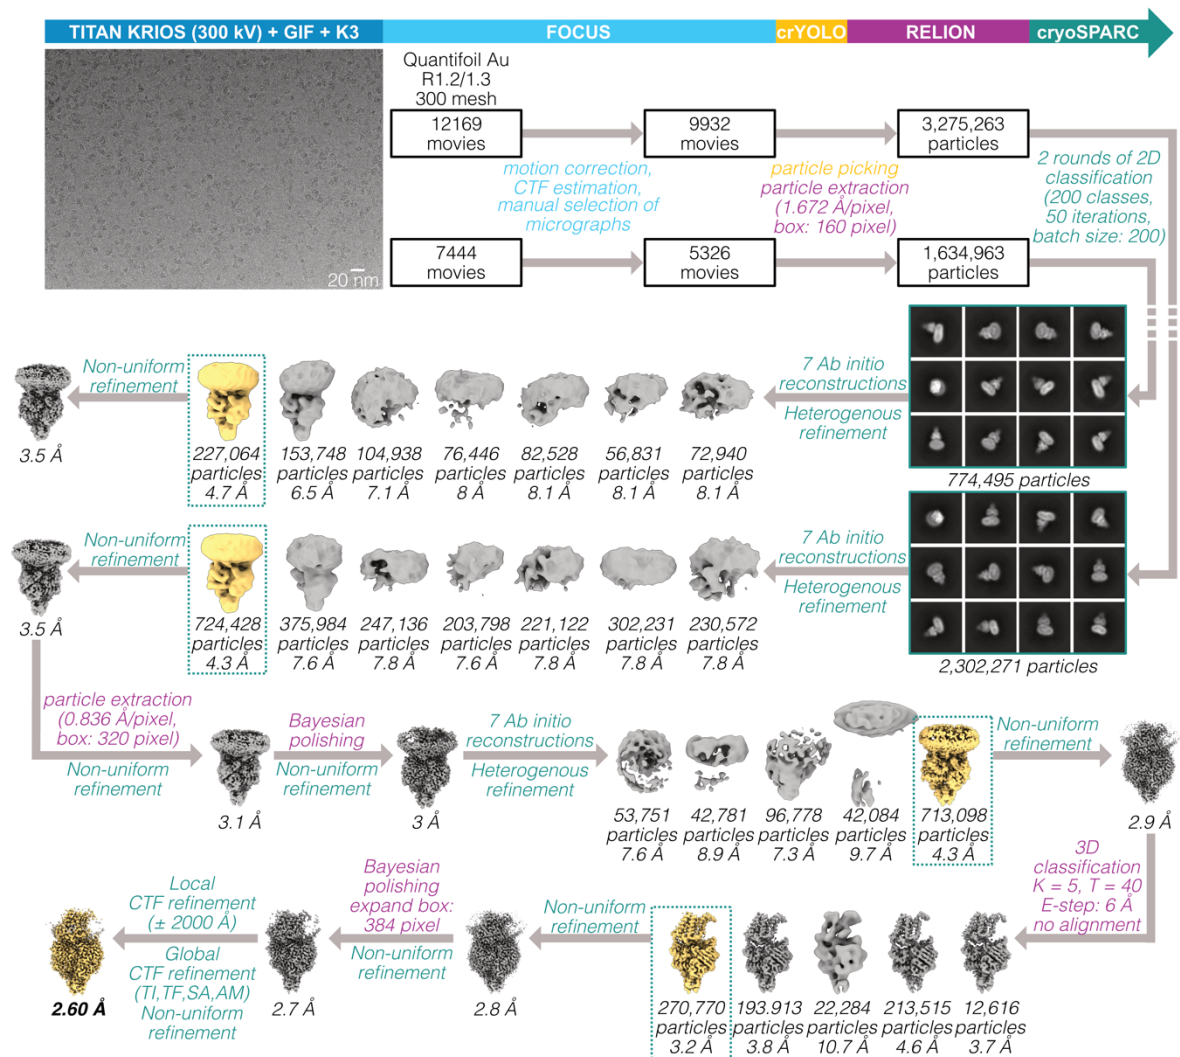 TITAN KRIOS (300 kV) + GIF + K3
FOCUS
crYOLO
RELION
cryoSPARC
Quantifoil Au
R1.2/1.3
300 mesh
12169
movies
9932
movies
3,275,263
particles
motion correction,
CTF estimation,
manual selection of
micrographs
particle picking
particle extraction
(1.672 Å/pixel,
box: 160 pixel)
2 rounds of 2D
classification
(200 classes,
50 iterations,
batch size: 200)
7444
movies
5326
movies
1,634,963
particles
20 nm
Non-uniform
refinement
7 Ab initio
reconstructions
Heterogenous
refinement
3.5 Å
227,064
particles
4.7 Å
153,748
particles
6.5 Å
104,938
particles
7.1 Å
76,446
particles
8 Å
82,528
particles
8.1 Å
56,831
particles
8.1 Å
72,940
particles
8.1 Å
774,495 particles
Non-uniform
refinement
7 Ab initio
reconstructions
Heterogenous
refinement
3.5 Å
724,428
particles
4.3 Å
375,984
particles
7.6 Å
247,136
particles
7.8 Å
203,798
particles
7.6 Å
221,122
particles
7.8 Å
302,231
particles
7.8 Å
230,572
particles
7.8 Å
2,302,271 particles
particle extraction
(0.836 Å/pixel,
box: 320 pixel)
Non-uniform
refinement
3.1 Å
Bayesian
polishing
Non-uniform
refinement
3 Å
7 Ab initio
reconstructions
Heterogenous
refinement
53,751
particles
7.6 Å
42,781
particles
8.9 Å
96,778
particles
7.3 Å
42,084
particles
9.7 Å
713,098
particles
4.3 Å
Non-uniform
refinement
2.9 Å
3D
classification
K = 5, T = 40
E-step: 6 Å
no alignment
Local
CTF refinement
(± 2000 Å)
Global
CTF refinement
(TI,TF,SA,AM)
Non-uniform
refinement
2.60 Å
2.7 Å
Bayesian
polishing
expand box:
384 pixel
Non-uniform
refinement
2.8 Å
Non-uniform
refinement
270,770
particles
3.2 Å
193.913
particles
3.8 Å
22,284
particles
10.7 Å
213,515
particles
4.6 Å
12,616
particles
3.7 Å